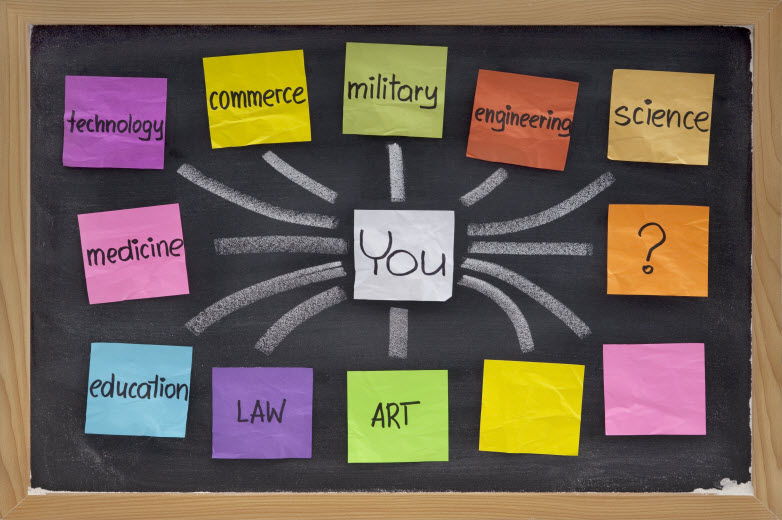 technology
commerce
military
engineering
science
medicine
You
?
education
LAW
ART